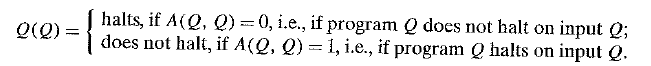 Q(Q) = { halts, if A(Q, Q) = 0, i.e., if program Q does not halt on input Q;
does not halt, if A(Q, Q) = 1, i.e., if program Q halts on input Q.